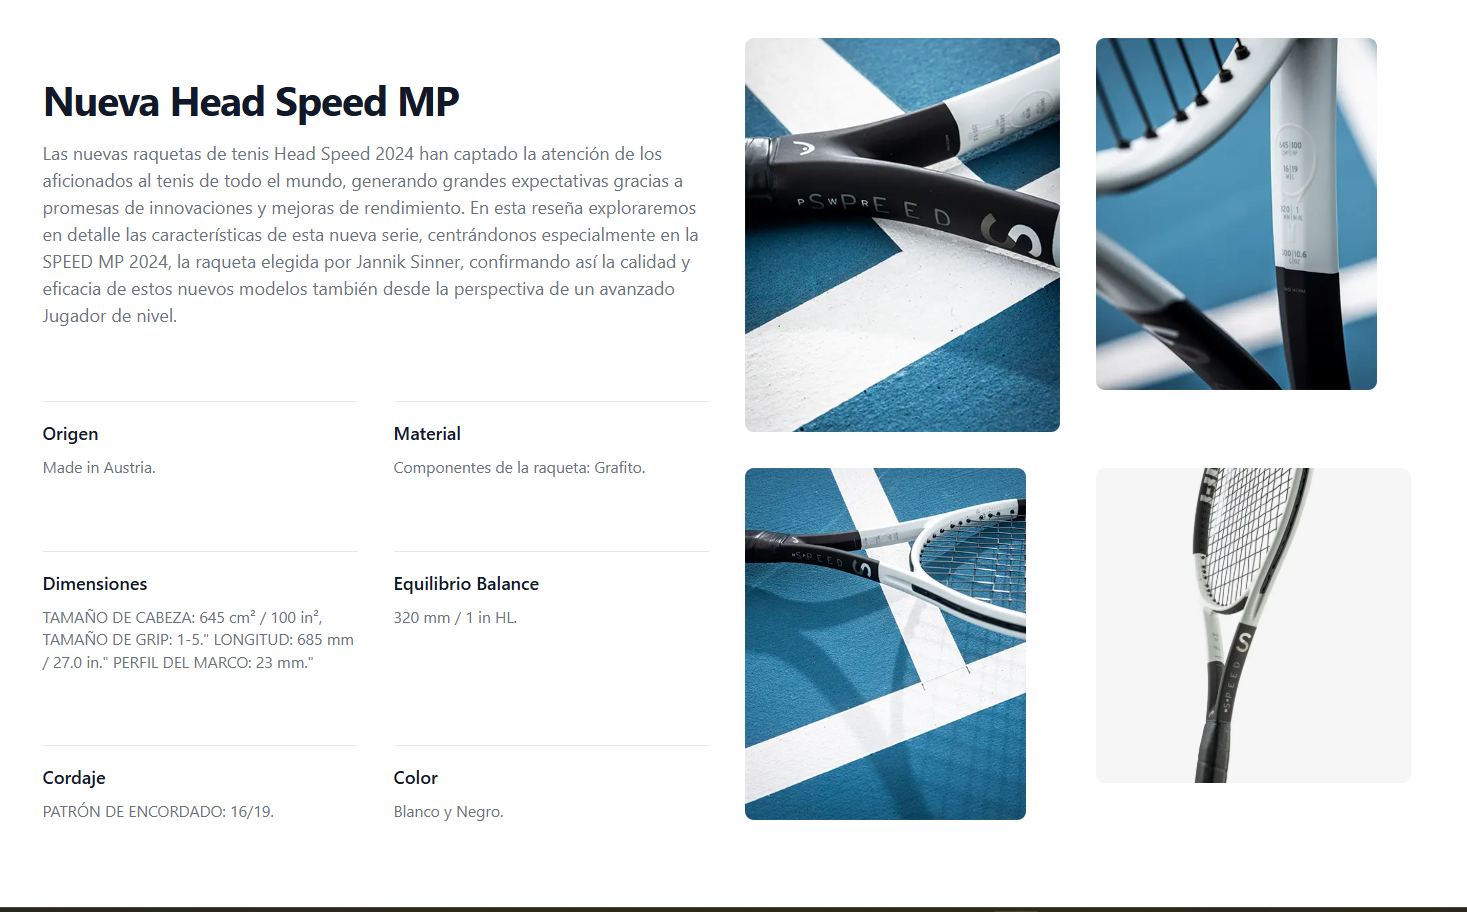 Nueva Head Speed MP
Las nuevas raquetas de tenis Head Speed 2024 han captado la atención de los
aficionados al tenis de todo el mundo, generando grandes expectativas gracias a
promesas de innovaciones y mejoras de rendimiento. En esta reseña exploraremos
en detalle las características de esta nueva serie, centrándonos especialmente en la
SPEED MP 2024, la raqueta elegida por Jannik Sinner, confirmando así la calidad y
eficacia de estos nuevos modelos también desde la perspectiva de un avanzado
Jugador de nivel.
Origen
Made in Austria.
Material
Componentes de la raqueta: Grafito.
Dimensiones
TAMAÑO DE CABEZA: 645 cm² / 100 in²,
TAMAÑO DE GRIP: 1-5." LONGITUD: 685 mm
/ 27.0 in." PERFIL DEL MARCO: 23 mm."
Equilibrio Balance
320 mm / 1 in HL.
Cordaje
PATRÓN DE ENCORDADO: 16/19.
Color
Blanco y Negro.
PSWPREED
645|100
16|19
320|1
300|10.6
SPEED
SPEED